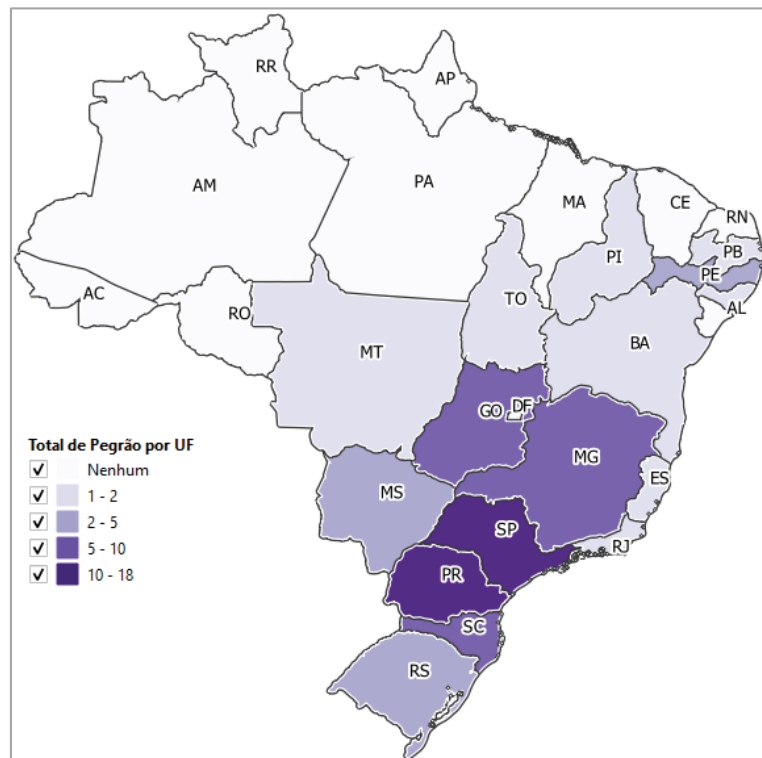 RR
AP
AM
PA
MA
CE
RN
PB
PI
PE
AC
TO
AL
RO
BA
MT
GO
DF
MG
ES
MS
SP
RJ
PR
SC
RS
Total de Pegrão por UF
Nenhum
1 - 2
2 - 5
5 - 10
10 - 18